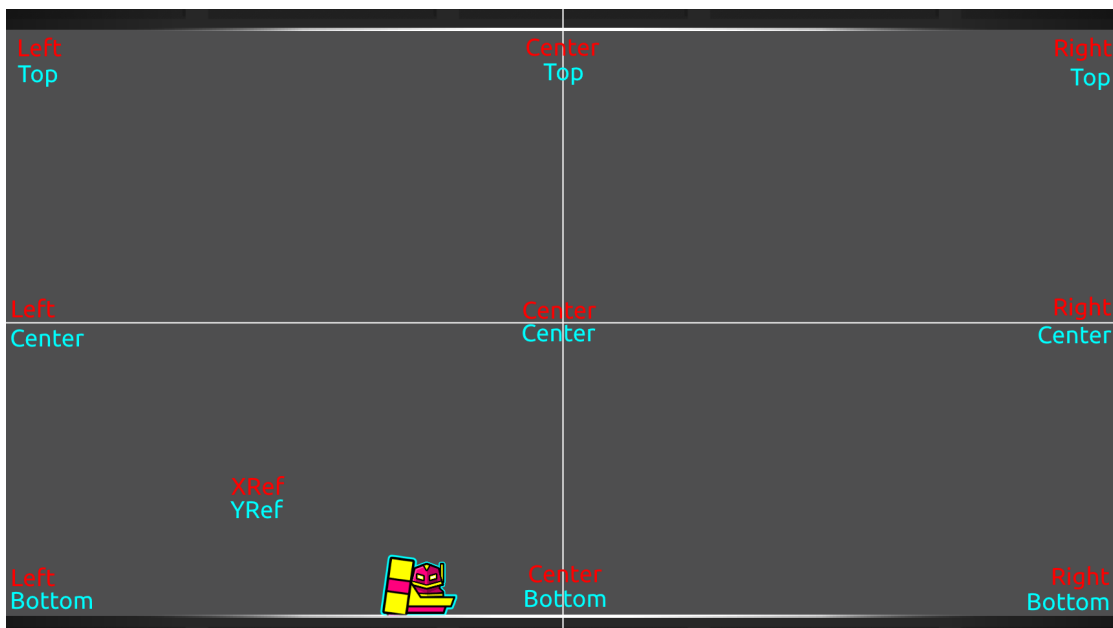 Left
Top
Center
Top
Right
Top
Left
Center
Center
Center
Right
Center
XRef
YRef
Left
Bottom
Center
Bottom
Right
Bottom